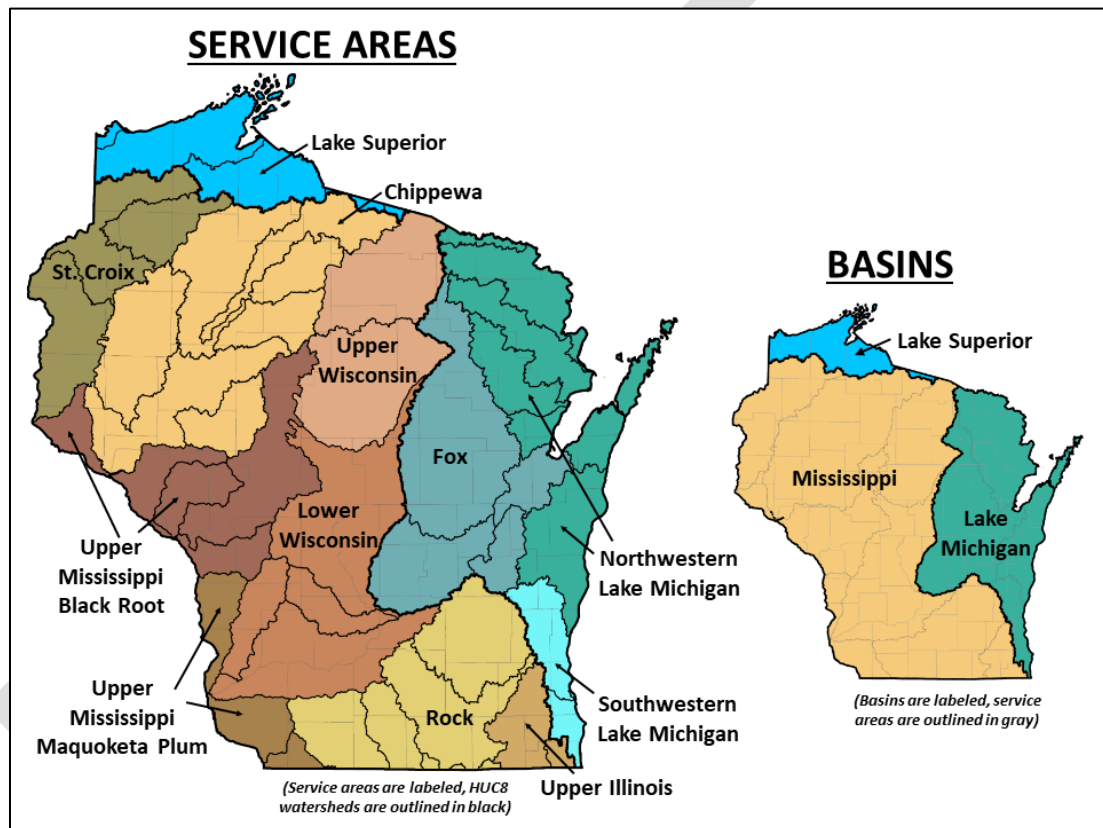 SERVICE AREAS
Lake Superior
Chippewa
St. Croix
Upper
Wisconsin
Fox
Lower
Wisconsin
Upper
Mississippi
Black Root
Northwestern
Lake Michigan
Upper
Mississippi
Maquoketa Plum
Rock
Southwestern
Lake Michigan
Upper Illinois
(Service areas are labeled, HUC8
watersheds are outlined in black)
BASINS
Lake Superior
Mississippi
Lake
Michigan
(Basins are labeled, service
areas are outlined in gray)